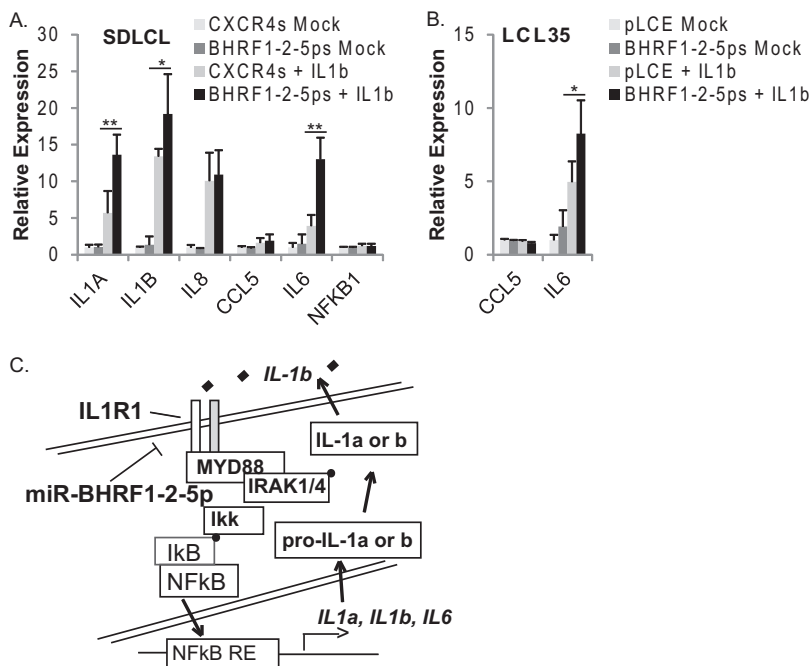 A.
SDLCL
CXCR4s Mock
BHRF1-2-5ps Mock
CXCR4s + IL1b
BHRF1-2-5ps + IL1b
Relative Expression
30
25
20
15
10
5
0
**
*
**
IL1A
IL1B
IL8
CCL5
IL6
NFKB1
B.
LCL35
pLCE Mock
BHRF1-2-5ps Mock
pLCE + IL1b
BHRF1-2-5ps + IL1b
Relative Expression
15
10
5
0
*
CCL5
IL6
C.
IL-1b
IL1R1
IL-1a or b
MYD88
IRAK1/4
miR-BHRF1-2-5p
Ikk
pro-IL-1a or b
IkB
NFkB
IL1a, IL1b, IL6
NFkB RE